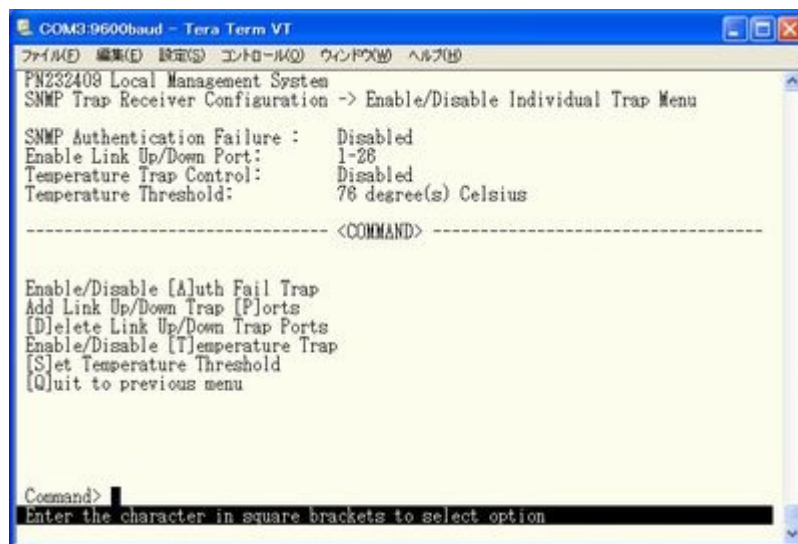 COM3:9600baud - Tera Term VT
ファイル(F) 編集(E) 設定(S) コントロール(O) ウィンドウ(W) ヘルプ(H)
PN232409 Local Management System
SNMP Trap Receiver Configuration -> Enable/Disable Individual Trap Menu
SNMP Authentication Failure : Disabled
Enable Link Up/Down Port: 1-26
Temperature Trap Control: Disabled
Temperature Threshold: 76 degree(s) Celsius
------------------------------- <COMMAND> ----------------------------------
Enable/Disable [A]uth Fail Trap
Add Link Up/Down Trap [P]orts
[D]elete Link Up/Down Trap Ports
Enable/Disable [T]emperature Trap
[S]et Temperature Threshold
[Q]uit to previous menu
Command>
Enter the character in square brackets to select option